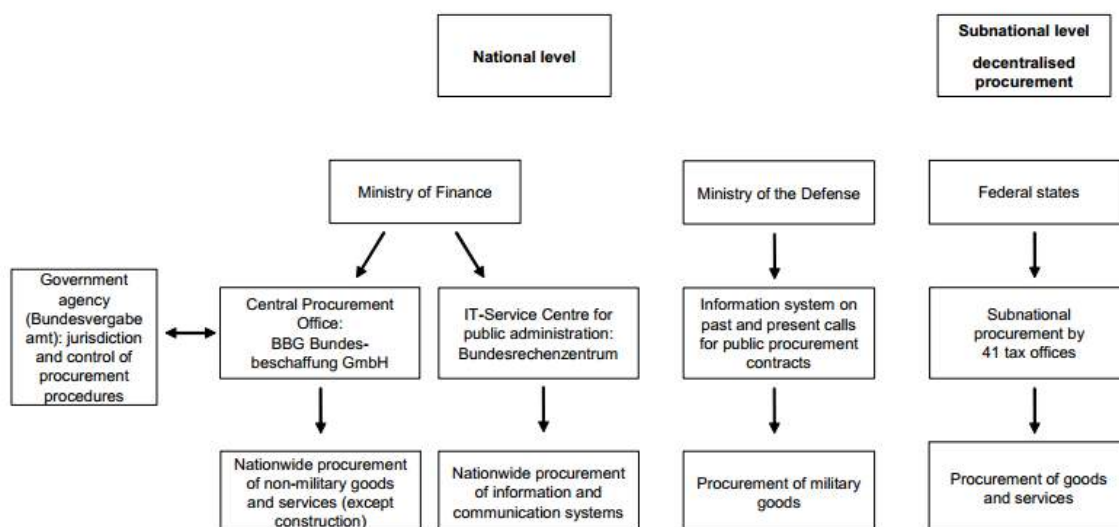 National level
Subnational level
decentralised
procurement
Ministry of Finance
Ministry of the Defense
Federal states
Government
agency
(Bundesvergabe
amt): jurisdiction
and control of
procurement
procedures
Central Procurement
Office:
BBG Bundes-
beschaffung GmbH
IT-Service Centre for
public administration:
Bundesrechenzentrum
Information system on
past and present calls
for public procurement
contracts
Subnational
procurement by
41 tax offices
Nationwide procurement
of non-military goods
and services (except
construction)
Nationwide procurement
of information and
communication systems
Procurement of military
goods
Procurement of goods
and services